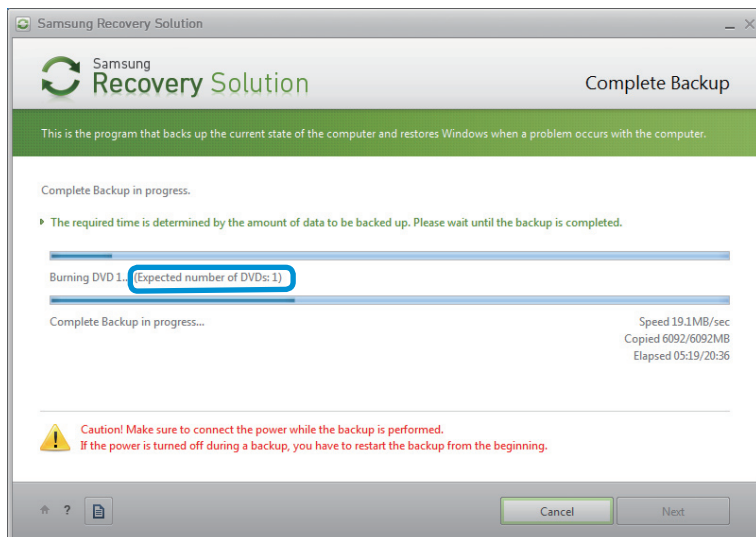 Samsung Recovery Solution
Samsung
Recovery Solution
Complete Backup
This is the program that backs up the current state of the computer and restores Windows when a problem occurs with the computer.
Complete Backup in progress.
The required time is determined by the amount of data to be backed up. Please wait until the backup is completed.
Burning DVD 1.. (Expected number of DVDs: 1)
Complete Backup in progress...
Speed 19.1MB/sec
Copied 6092/6092MB
Elapsed 05:19/20:36
Caution! Make sure to connect the power while the backup is performed.
If the power is turned off during a backup, you have to restart the backup from the beginning.
? Cancel Next